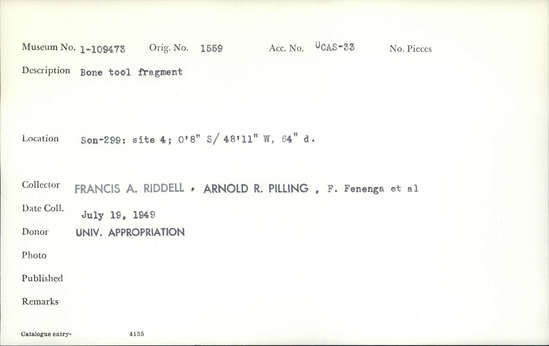 Museum No. 1-109473 Orig. No. 1559 Acc. No. UCAS-33 No. Pieces
Description Bone tool fragment
Location Son-299: site 4; 0'8" S/ 48'11" W, 64" d.
Collector FRANCIS A. RIDDELL , ARNOLD R. PILLING , F. Fenenga et al
Date Coll. July 19, 1949
Donor UNIV. APPROPRIATION
Photo
Published
Remarks
Catalogue entry- 4135